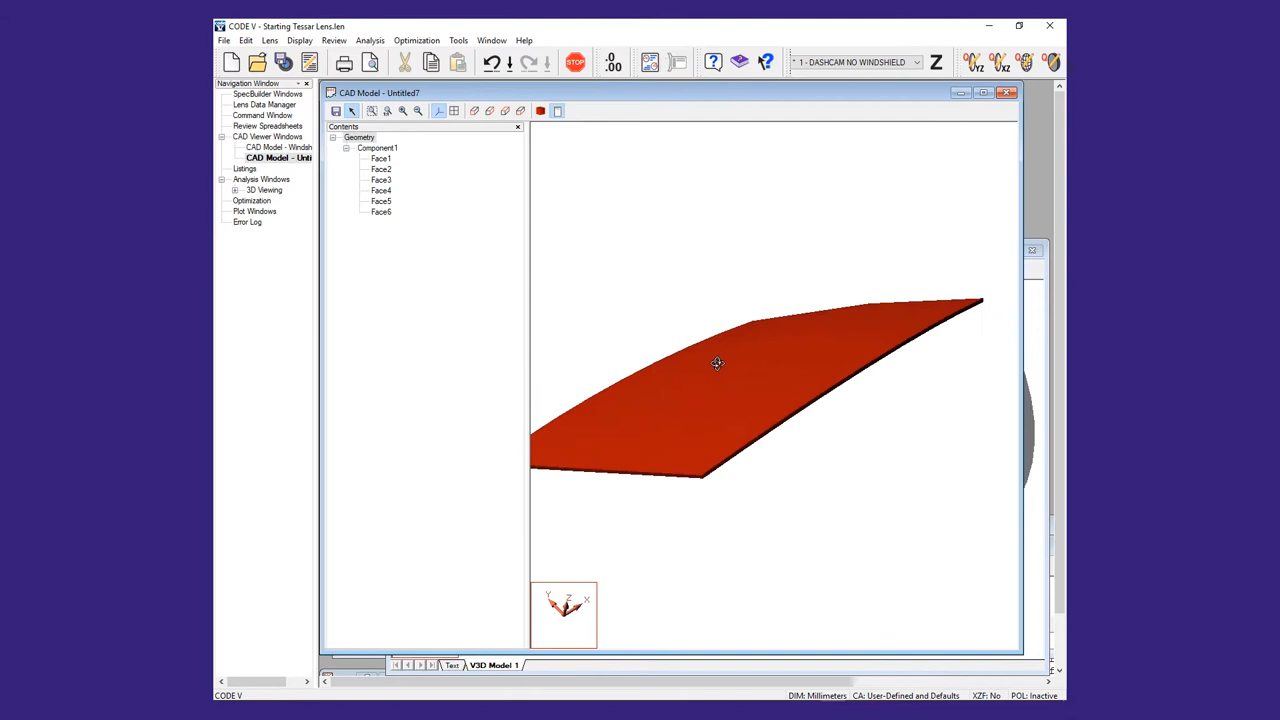 CODE V - Starting Tessar Lens.len
File Edit Lens Display Review Analysis Optimization Tools Window Help
STOP .0 .00 * 1 - DASHCAM NO WINDSHIELD Z YZ XZ
Navigation Window
SpecBuilder Windows
Lens Data Manager
Command Window
Review Spreadsheets
CAD Viewer Windows
CAD Model - Windsh
CAD Model - Unti
Listings
Analysis Windows
3D Viewing
Optimization
Plot Windows
Error Log
CAD Model - Untitled7
Contents
Geometry
Component1
Face1
Face2
Face3
Face4
Face5
Face6
Y Z X
Text V3D Model 1
CODE V DIM: Millimeters CA: User-Defined and Defaults XZF: No POL: Inactive